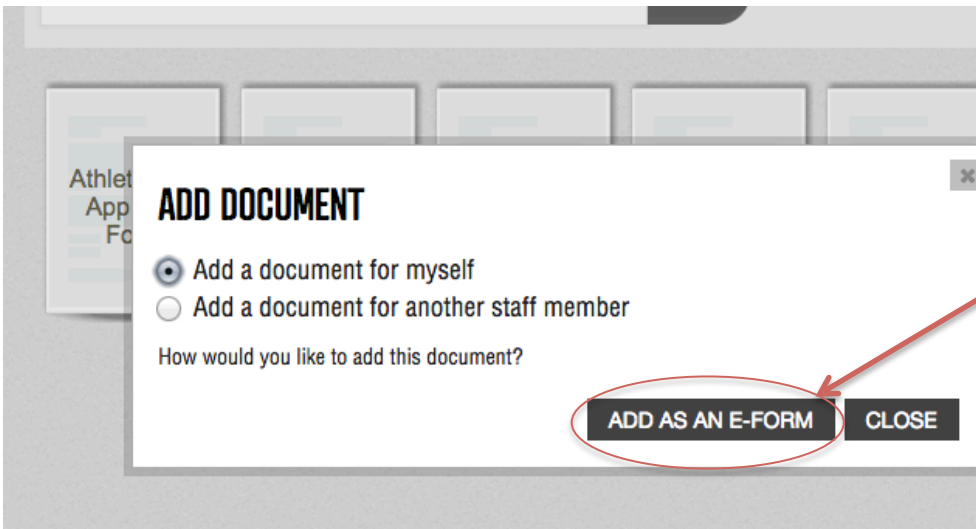 Athlet
App
Fo
ADD DOCUMENT
Add a document for myself
Add a document for another staff member
How would you like to add this document?
ADD AS AN E-FORM
CLOSE